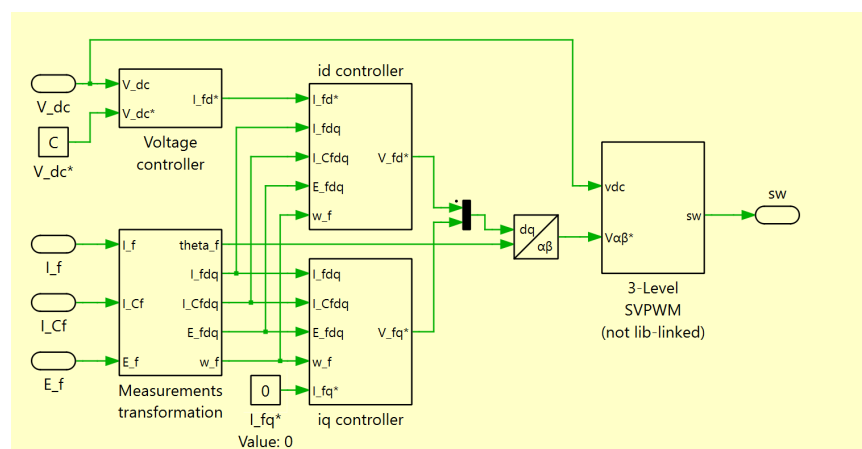 id controller
V_dc
V_dc*
I_fd*
V_dc
C
V_dc*
Voltage
controller
I_fd*
I_fdq
I_Cfdq
E_fdq
w_f
V_fd*
dq
αβ
vdc
Vαβ*
sw
sw
3-Level
SVPWM
(not lib-linked)
I_f
I_Cf
E_f
I_f
I_Cf
E_f
theta_f
I_fdq
I_Cfdq
E_fdq
w_f
Measurements
transformation
I_fdq
I_Cfdq
E_fdq
w_f
I_fq*
V_fq*
iq controller
0
I_fq*
Value: 0